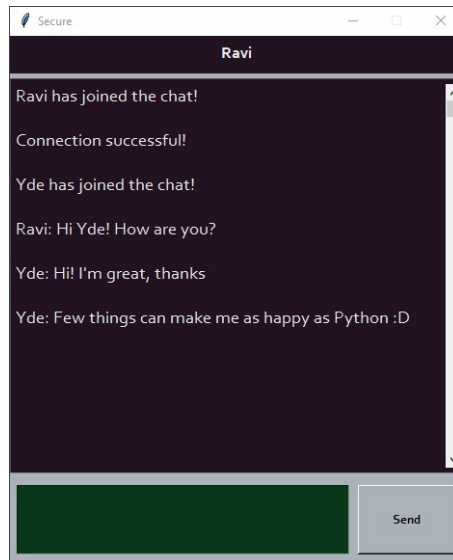 Secure
Ravi
Ravi has joined the chat!
Connection successful!
Yde has joined the chat!
Ravi: Hi Yde! How are you?
Yde: Hi! I'm great, thanks
Yde: Few things can make me as happy as Python :D
Send